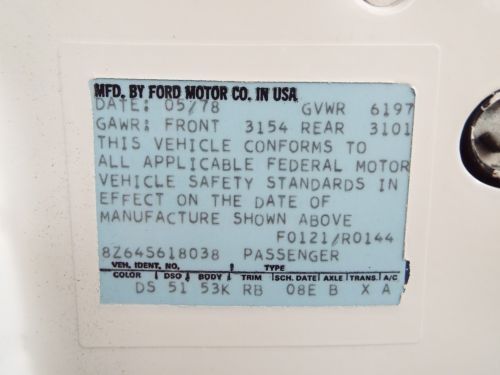 MFD. BY FORD MOTOR CO. IN USA
DATE: 05/78 GVWR 6197
GAWR: FRONT 3154 REAR 3101
THIS VEHICLE CONFORMS TO
ALL APPLICABLE FEDERAL MOTOR
VEHICLE SAFETY STANDARDS IN
EFFECT ON THE DATE OF
MANUFACTURE SHOWN ABOVE
F0121/R0144
8Z64S618038 PASSENGER
VEH. IDENT. NO. TYPE
COLOR DSO BODY TRIM SCH. DATE AXLE TRANS. A/C
DS 51 53K RB 08E B X A